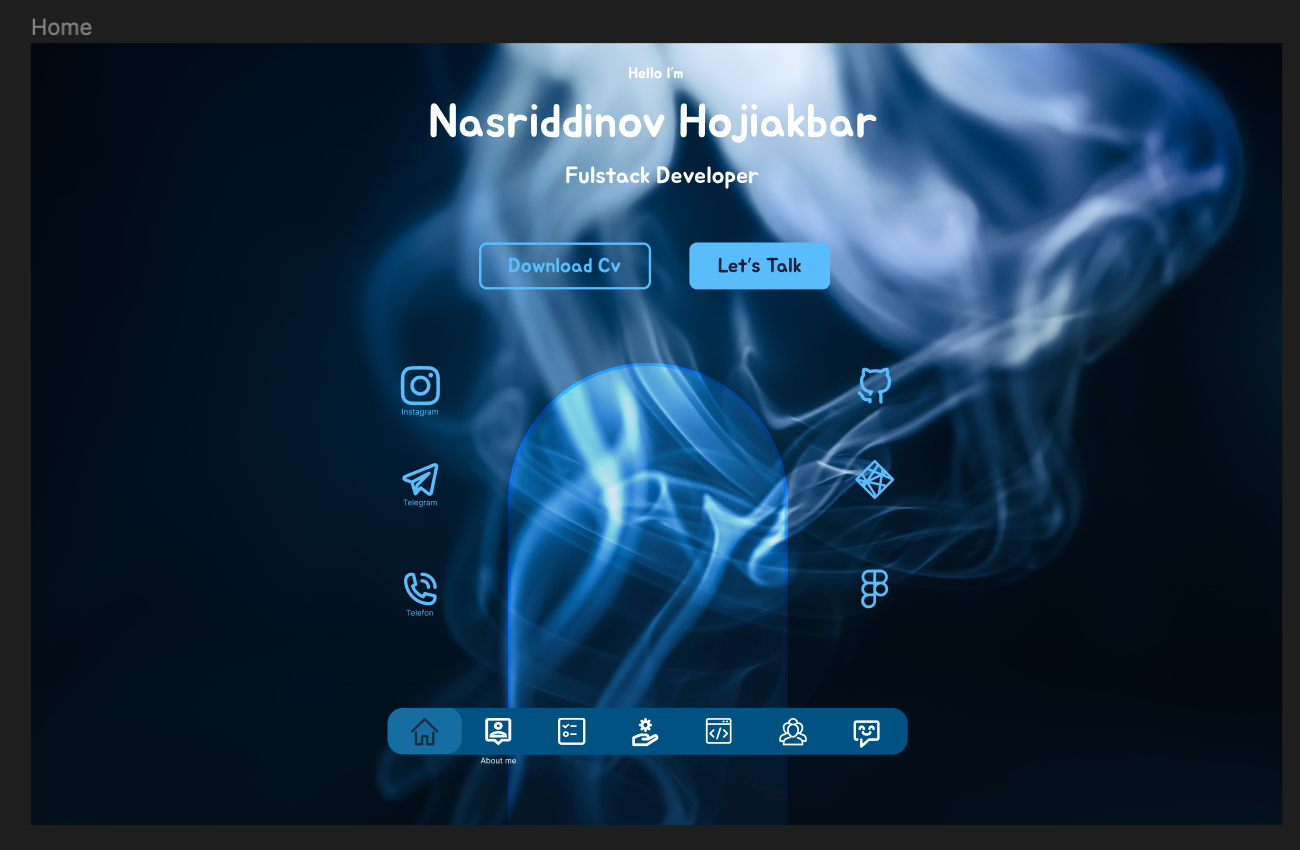 Home
Hello I'm
Nasriddinov Hojiakbar
Fulstack Developer
Download Cv
Let's Talk
Instagram
Telegram
Telefon
About me